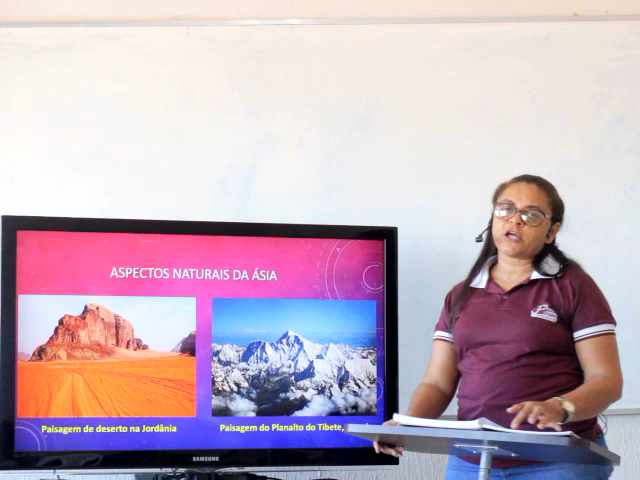 ASPECTOS NATURAIS DA ÁSIA
Paisagem de deserto na Jordânia
Paisagem do Planalto do Tibete,
SAMSUNG